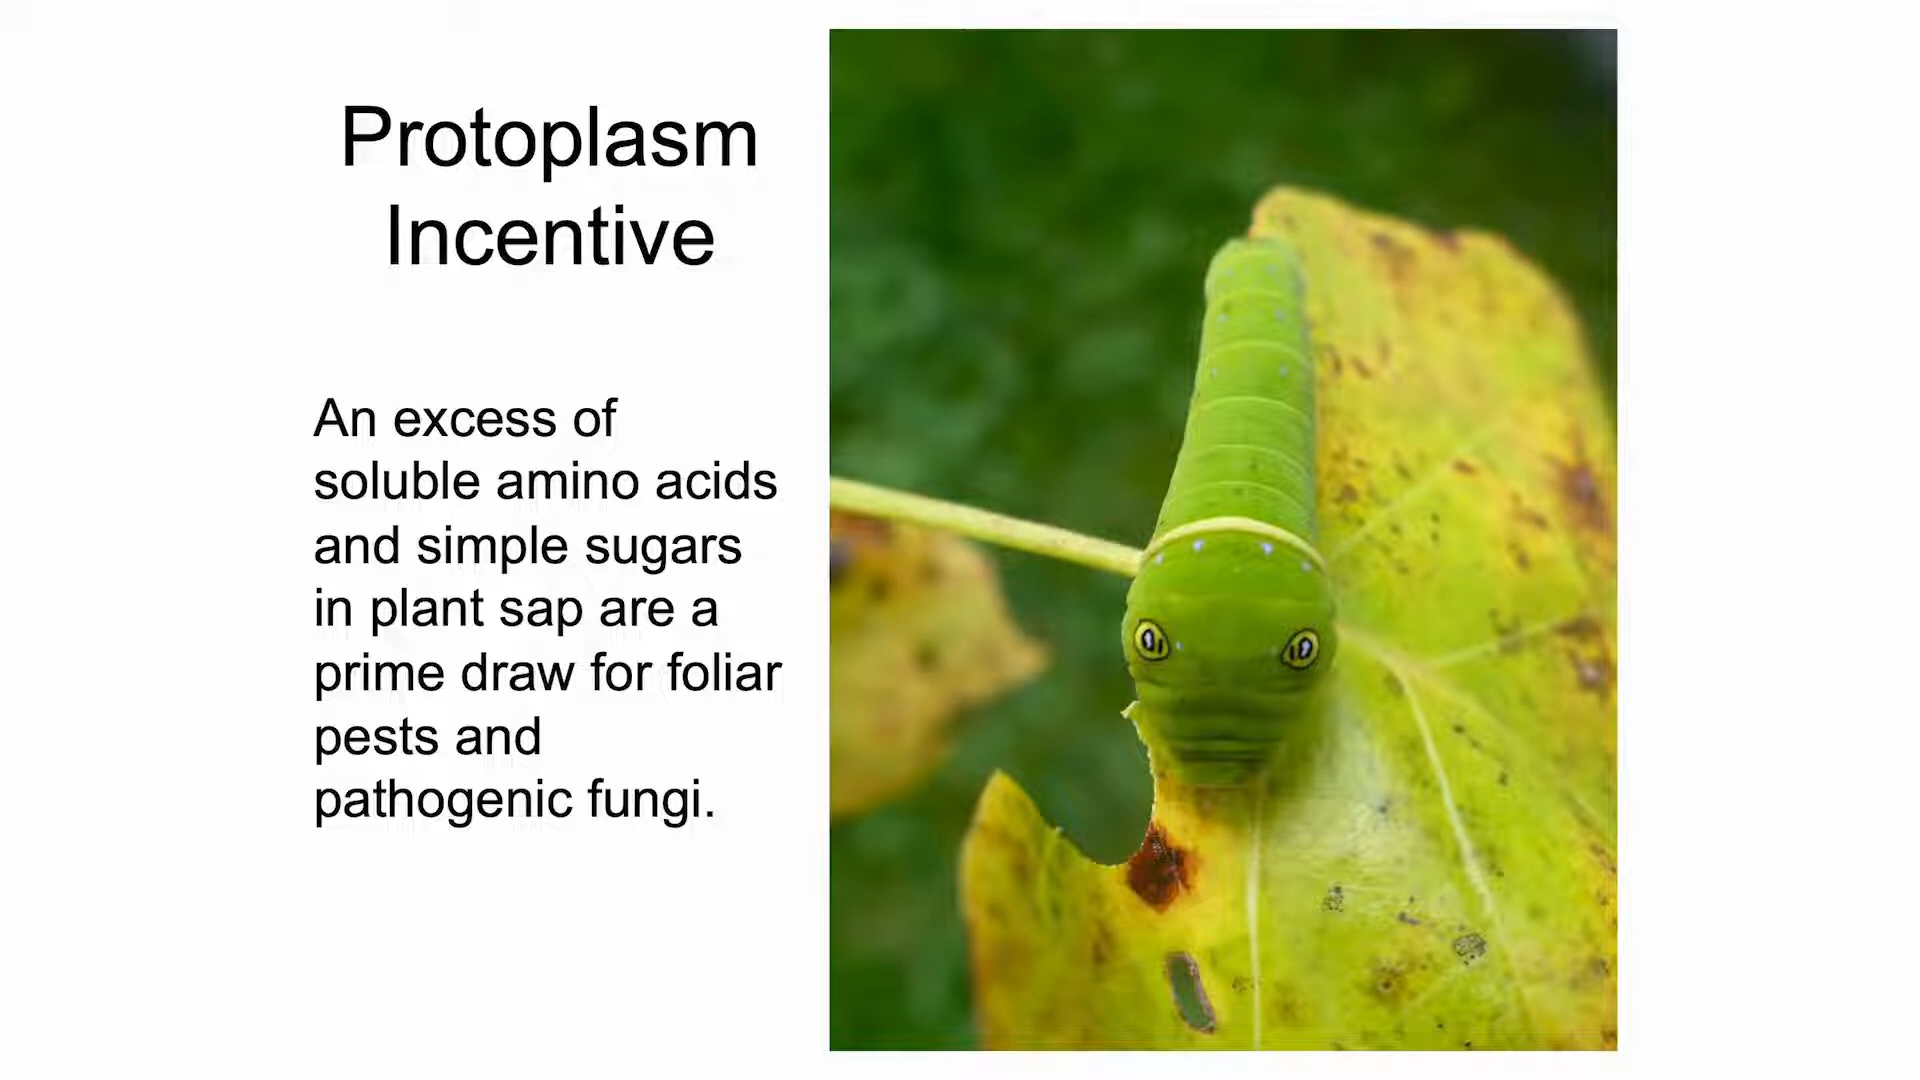 Protoplasm
Incentive
An excess of
soluble amino acids
and simple sugars
in plant sap are a
prime draw for foliar
pests and
pathogenic fungi.